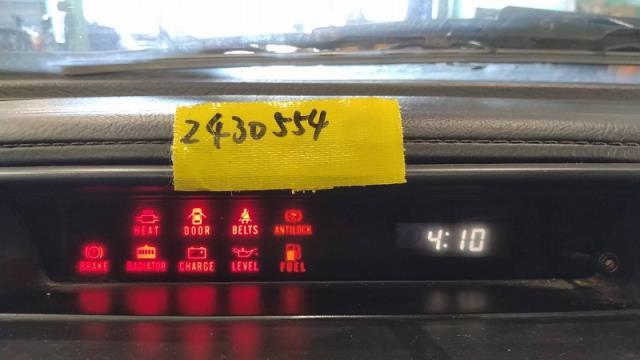 2430554
HEAT DOOR BELTS ANTILOCK
4:10
BRAKE RADIATOR CHARGE LEVEL FUEL